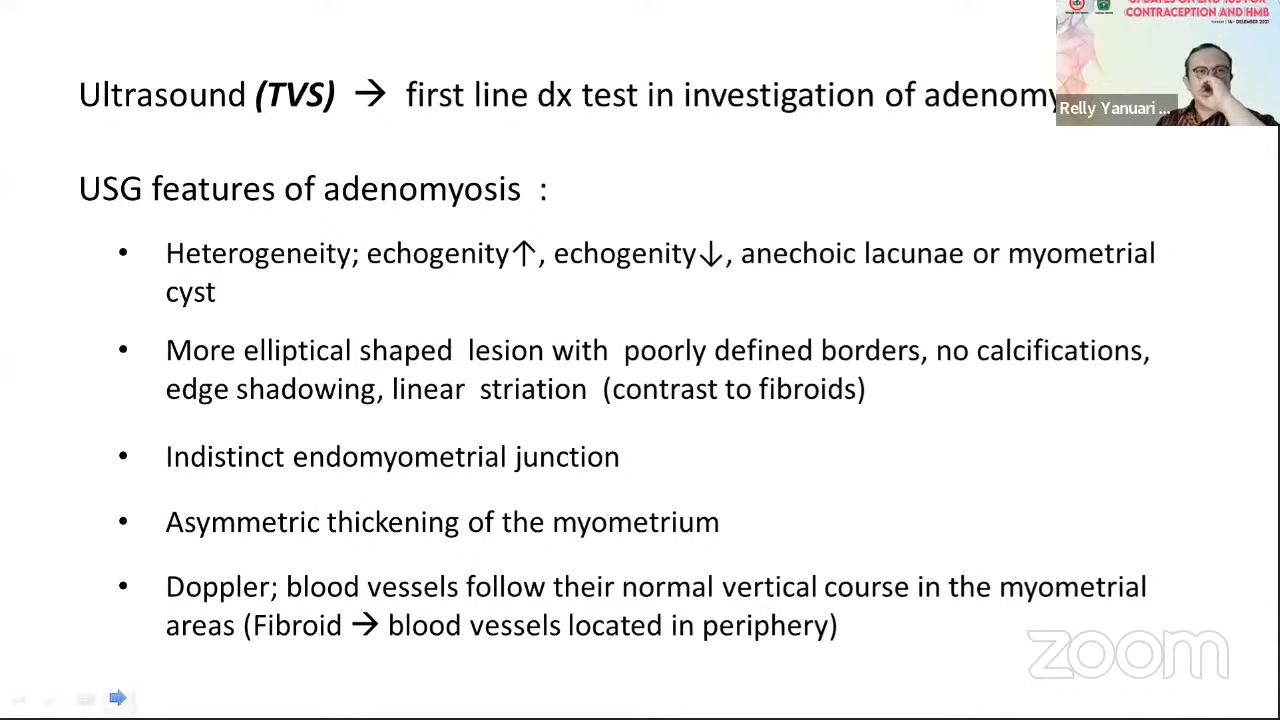 CONTRACEPTION AND HMB
Ultrasound (TVS) → first line dx test in investigation of
Relly Yanuari ...
USG features of adenomyosis :
• Heterogeneity; echogenity↑, echogenity↓, anechoic lacunae or myometrial
cyst
• More elliptical shaped lesion with poorly defined borders, no calcifications,
edge shadowing, linear striation (contrast to fibroids)
• Indistinct endomyometrial junction
• Asymmetric thickening of the myometrium
• Doppler; blood vessels follow their normal vertical course in the myometrial
areas (Fibroid → blood vessels located in periphery)
zoom